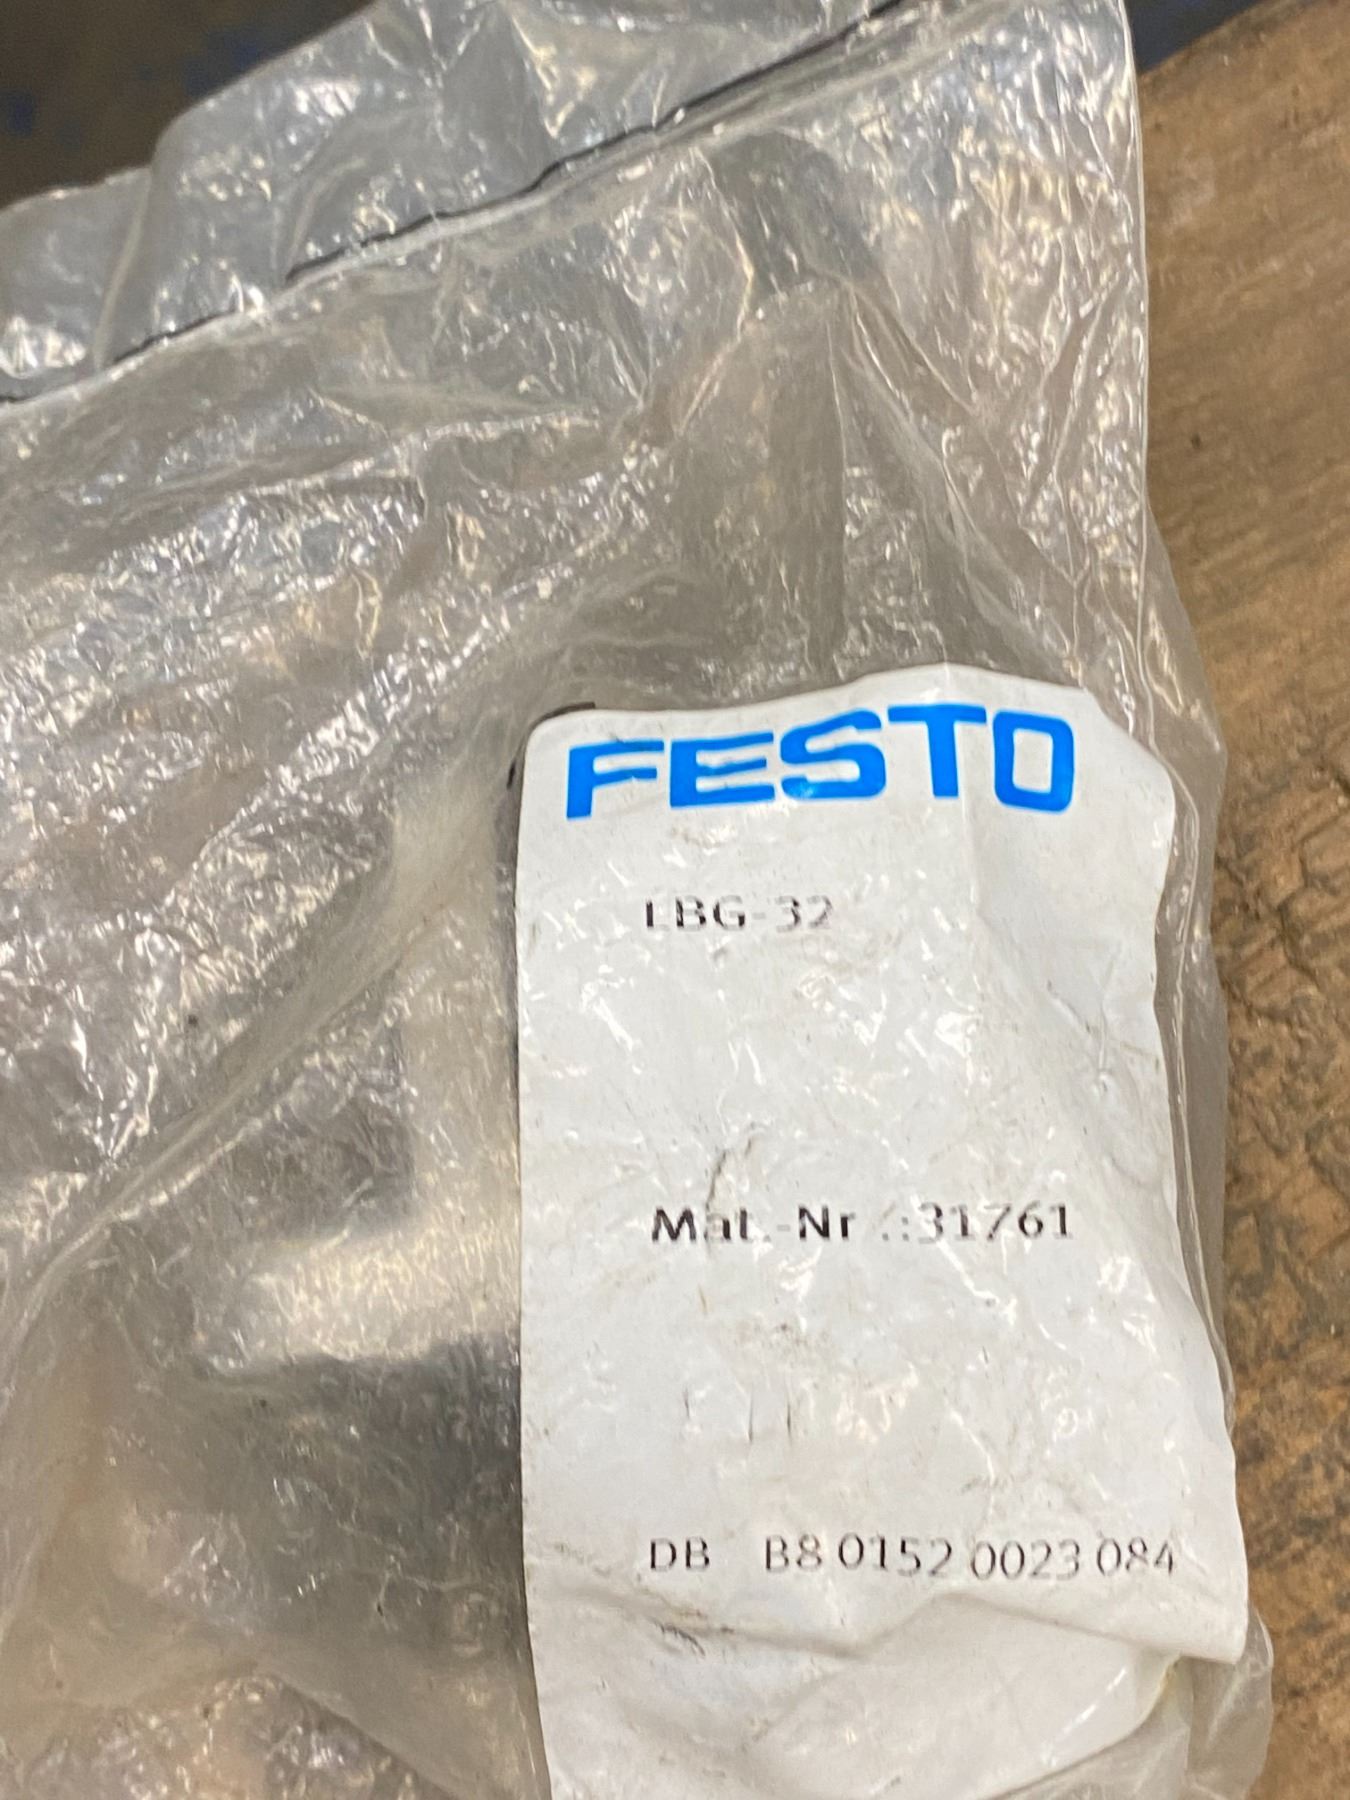 FESTO
LBG-32
Mat.-Nr.:31761
DB B8 0152 0023 084